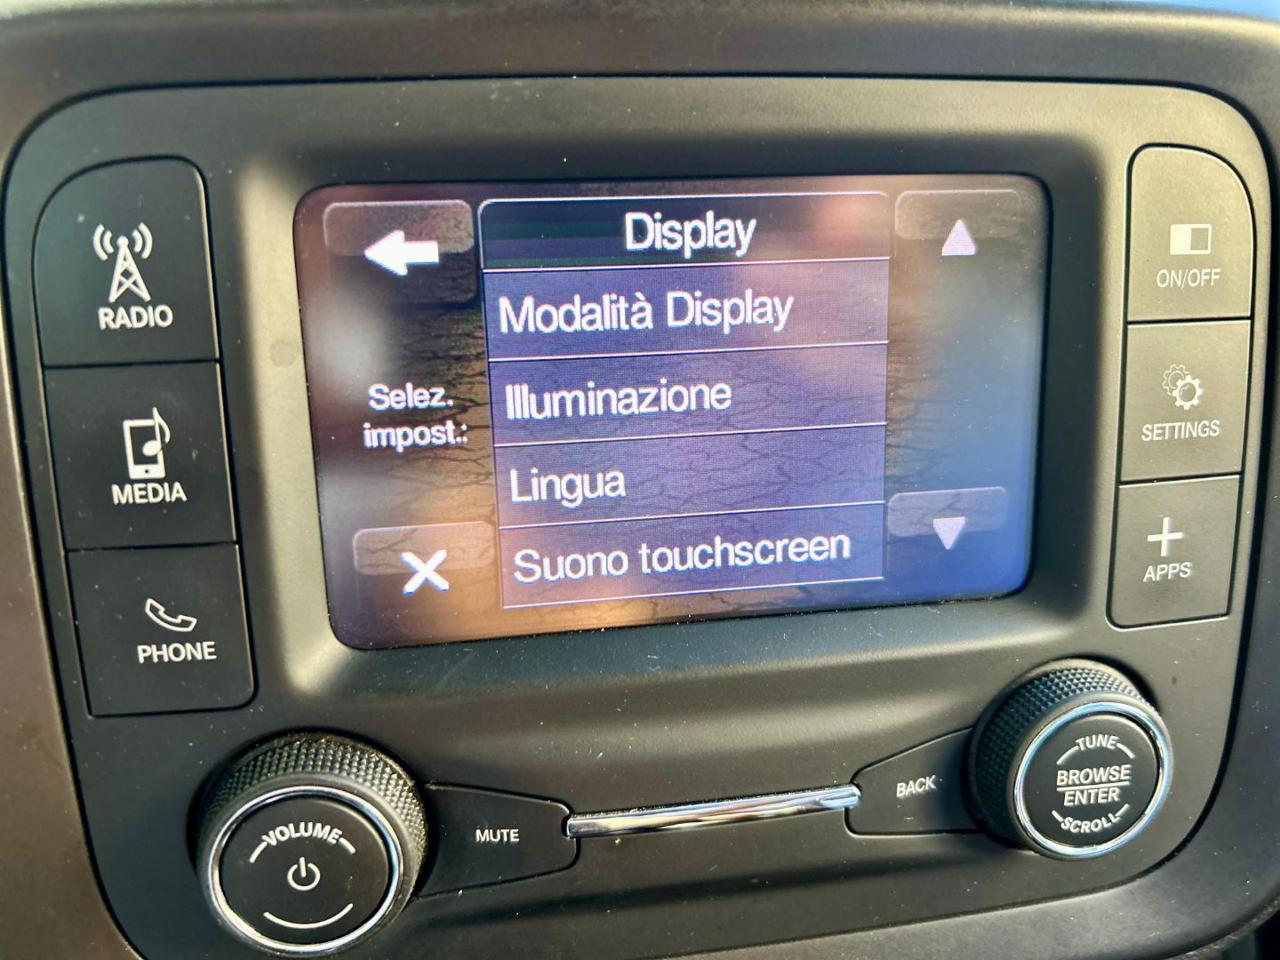 RADIO
MEDIA
PHONE
Display
Modalità Display
Illuminazione
Lingua
Suono touchscreen
Selez.
impost.:
ON/OFF
SETTINGS
APPS
VOLUME
MUTE
BACK
TUNE
BROWSE
ENTER
SCROLL